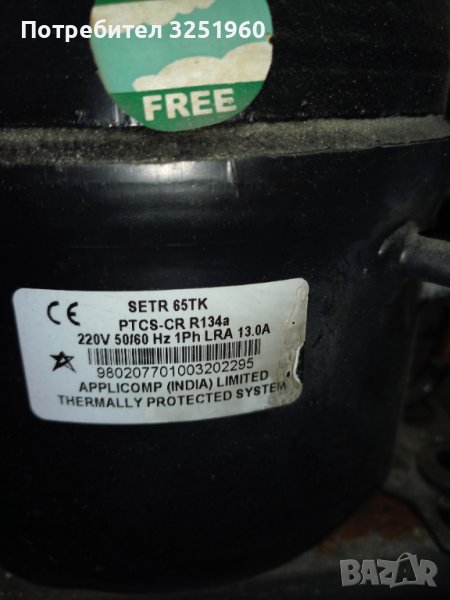 Потребител 3251960
FREE
CE
SETR 65TK
PTCS-CR R134a
220V 50/60 Hz 1Ph LRA 13.0A
980207701003202295
APPLICOMP (INDIA) LIMITED
THERMALLY PROTECTED SYSTEM
BAZAR